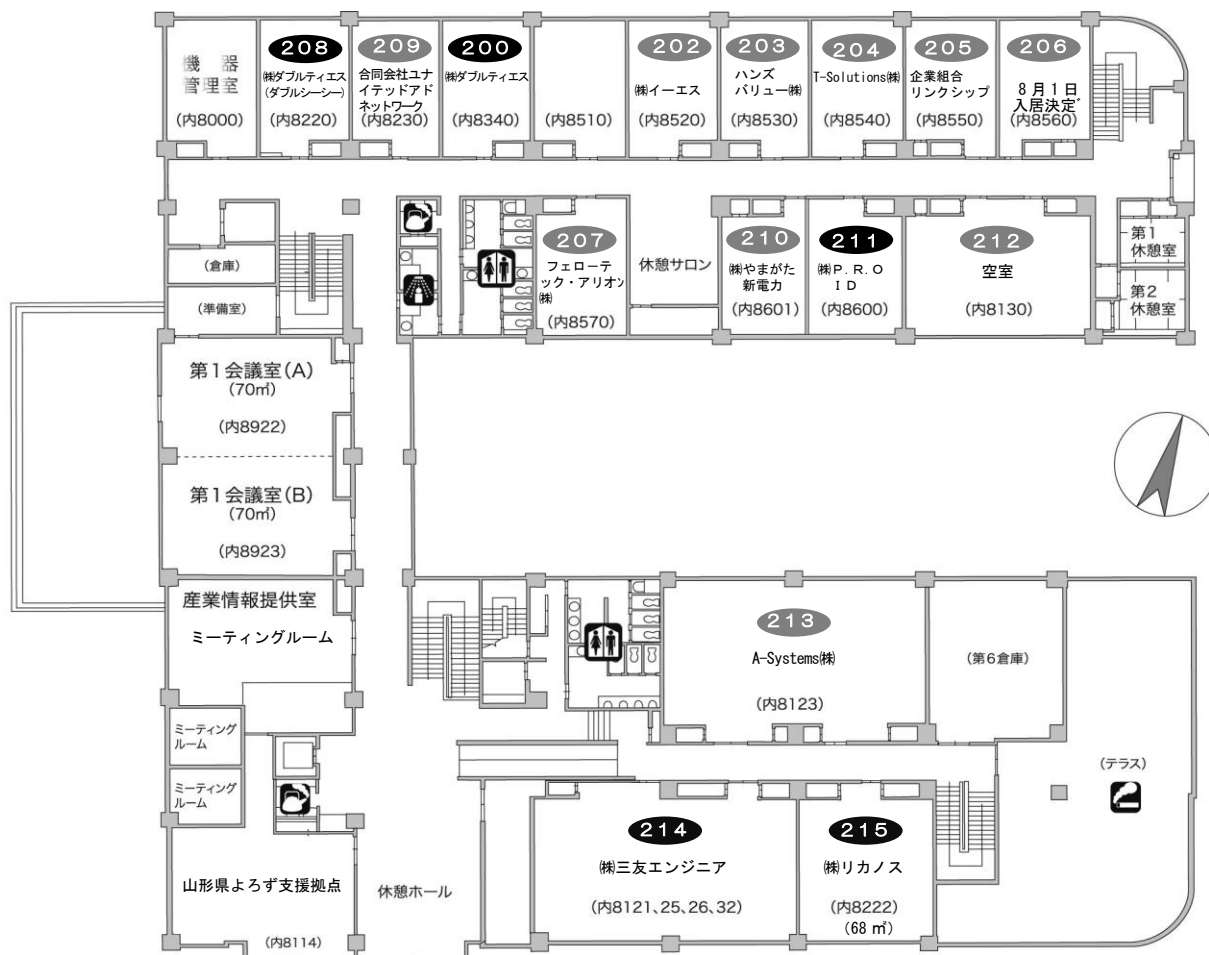 機器
管理室
(内8000)
208
㈱ダブルティエス
(ダブルシーシー)
(内8220)
209
合同会社ユナ
イテッドアド
ネットワーク
(内8230)
200
㈱ダブルティエス
(内8340)
(内8510)
202
㈱イーエス
(内8520)
203
ハンズ
バリュー㈱
(内8530)
204
T-Solutions㈱
(内8540)
205
企業組合
リンクシップ
(内8550)
206
8月1日
入居決定゛
(内8560)
(倉庫)
(準備室)
207
フェローテ
ック・アリオン
㈱
(内8570)
休憩サロン
210
㈱やまがた
新電力
(内8601)
211
㈱P.R.O
ID
(内8600)
212
空室
(内8130)
第1
休憩室
第2
休憩室
第1会議室(A)
(70㎡)
(内8922)
第1会議室(B)
(70㎡)
(内8923)
産業情報提供室
ミーティングルーム
213
A-Systems㈱
(内8123)
(第6倉庫)
ミーティング
ルーム
ミーティング
ルーム
(テラス)
214
㈱三友エンジニア
(内8121、25、26、32)
215
㈱リカノス
(内8222)
(68 ㎡)
山形県よろず支援拠点
(内8114)
休憩ホール